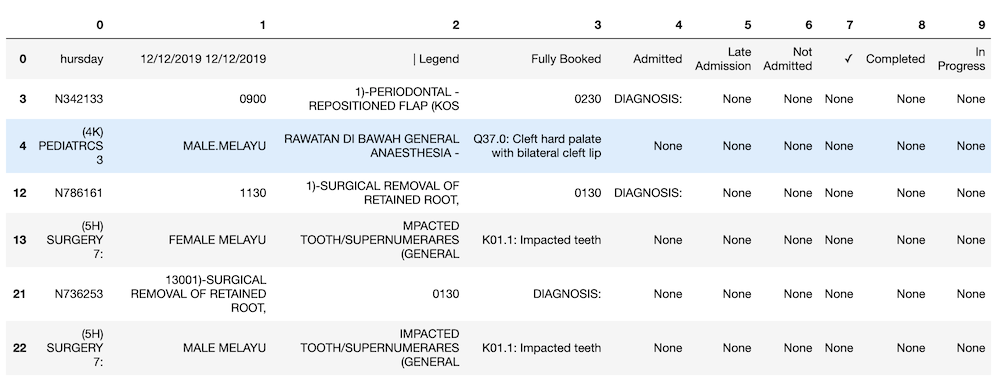 0 1 2 3 4 5 6 7 8 9
0 hursday 12/12/2019 12/12/2019 | Legend Fully Booked Admitted Late Admission Not Admitted ✓ Completed In Progress
3 N342133 0900 1)-PERIODONTAL - REPOSITIONED FLAP (KOS 0230 DIAGNOSIS: None None None None None
4 (4K) PEDIATRCS 3 MALE.MELAYU RAWATAN DI BAWAH GENERAL ANAESTHESIA - Q37.0: Cleft hard palate with bilateral cleft lip None None None None None None
12 N786161 1130 1)-SURGICAL REMOVAL OF RETAINED ROOT, 0130 DIAGNOSIS: None None None None None
13 (5H) SURGERY 7: FEMALE MELAYU MPACTED TOOTH/SUPERNUMERARES (GENERAL K01.1: Impacted teeth None None None None None None
21 N736253 13001)-SURGICAL REMOVAL OF RETAINED ROOT, 0130 DIAGNOSIS: None None None None None None
22 (5H) SURGERY 7: MALE MELAYU IMPACTED TOOTH/SUPERNUMERARES (GENERAL K01.1: Impacted teeth None None None None None None